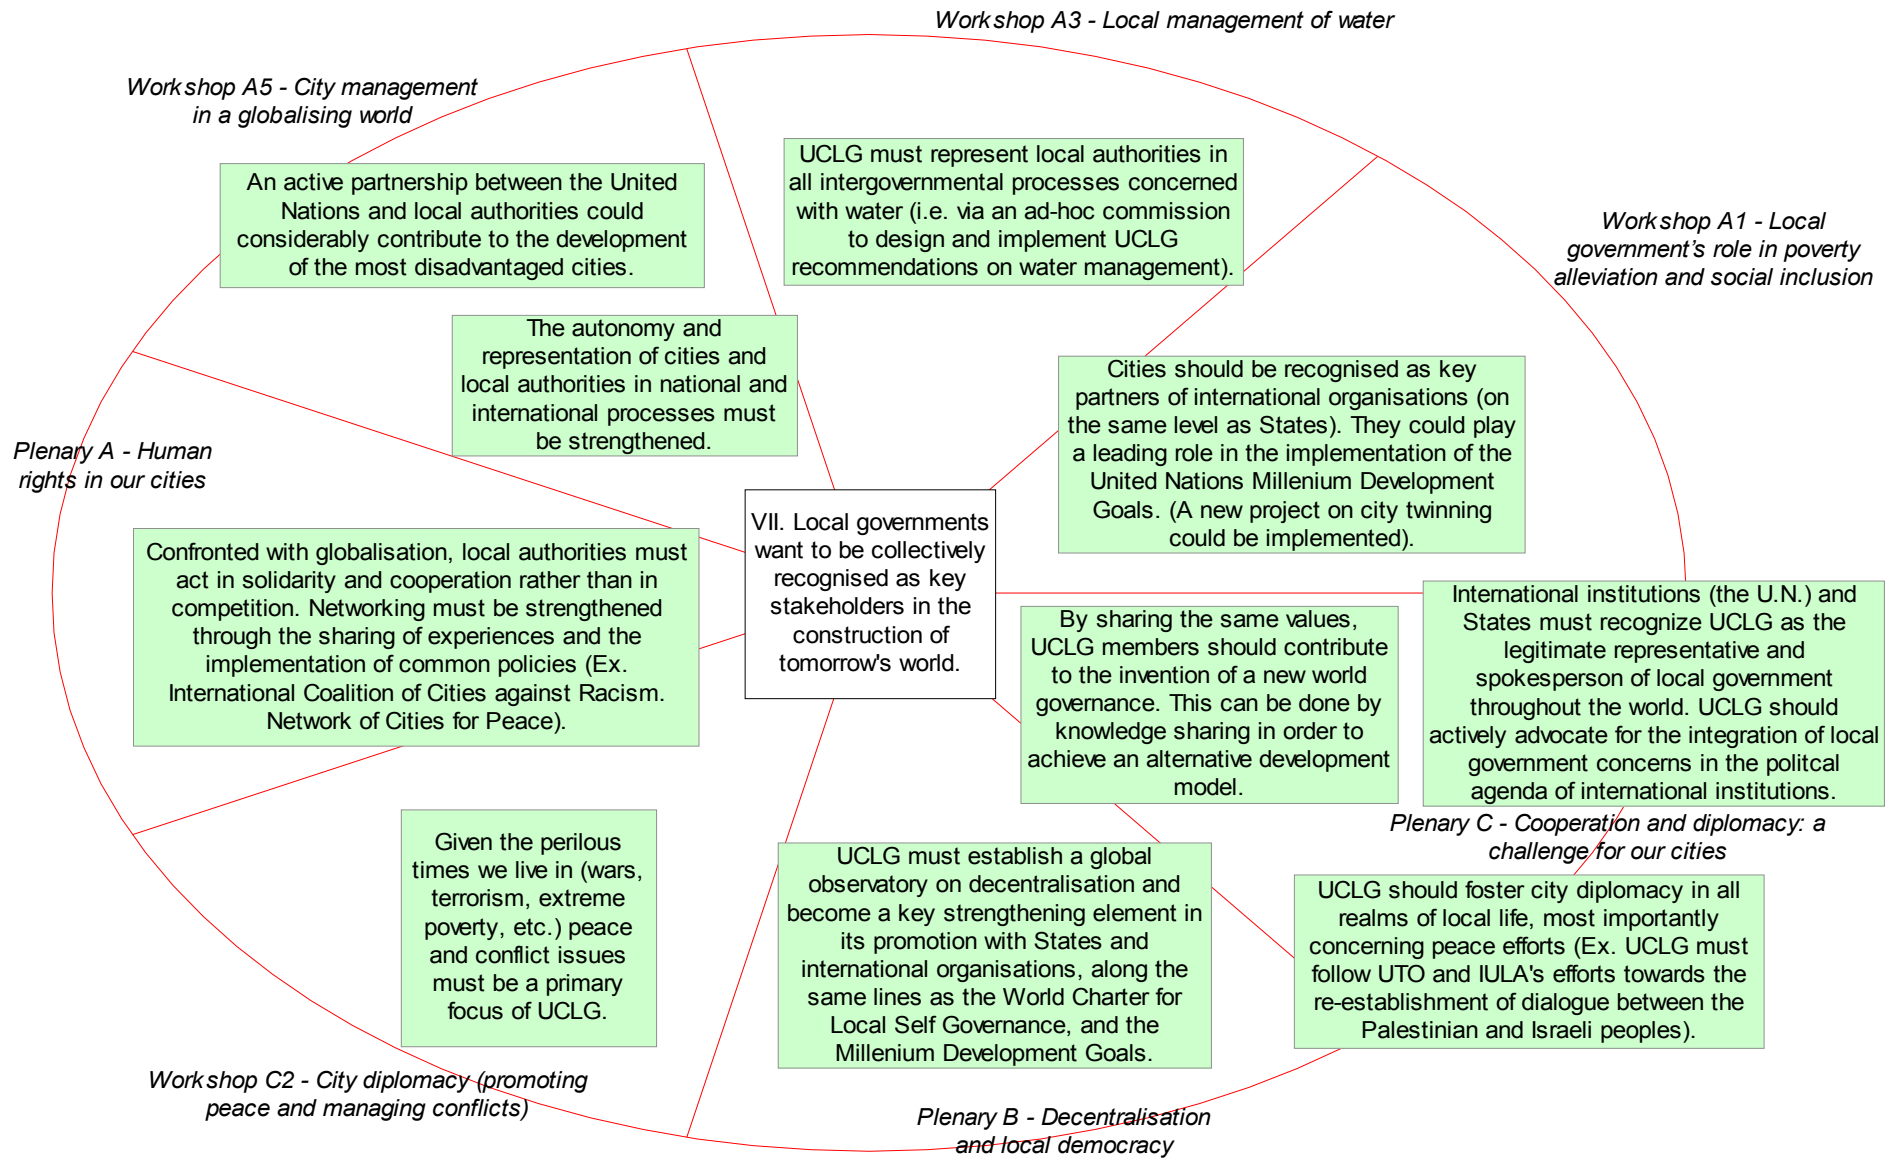 Workshop A3 - Local management of water
Workshop A5 - City management
in a globalising world
An active partnership between the United
Nations and local authorities could
considerably contribute to the development
of the most disadvantaged cities.
UCLG must represent local authorities in
all intergovernmental processes concerned
with water (i.e. via an ad-hoc commission
to design and implement UCLG
recommendations on water management).
Workshop A1 - Local
government’s role in poverty
alleviation and social inclusion
The autonomy and
representation of cities and
local authorities in national and
international processes must
be strengthened.
Cities should be recognised as key
partners of international organisations (on
the same level as States). They could play
a leading role in the implementation of the
United Nations Millenium Development
Goals. (A new project on city twinning
could be implemented).
Plenary A - Human
rights in our cities
VII. Local governments
want to be collectively
recognised as key
stakeholders in the
construction of
tomorrow's world.
Confronted with globalisation, local authorities must
act in solidarity and cooperation rather than in
competition. Networking must be strengthened
through the sharing of experiences and the
implementation of common policies (Ex.
International Coalition of Cities against Racism.
Network of Cities for Peace).
By sharing the same values,
UCLG members should contribute
to the invention of a new world
governance. This can be done by
knowledge sharing in order to
achieve an alternative development
model.
International institutions (the U.N.) and
States must recognize UCLG as the
legitimate representative and
spokesperson of local government
throughout the world. UCLG should
actively advocate for the integration of local
government concerns in the politcal
agenda of international institutions.
Plenary C - Cooperation and diplomacy: a
challenge for our cities
Given the perilous
times we live in (wars,
terrorism, extreme
poverty, etc.) peace
and conflict issues
must be a primary
focus of UCLG.
UCLG must establish a global
observatory on decentralisation and
become a key strengthening element in
its promotion with States and
international organisations, along the
same lines as the World Charter for
Local Self Governance, and the
Millenium Development Goals.
UCLG should foster city diplomacy in all
realms of local life, most importantly
concerning peace efforts (Ex. UCLG must
follow UTO and IULA's efforts towards the
re-establishment of dialogue between the
Palestinian and Israeli peoples).
Workshop C2 - City diplomacy (promoting
peace and managing conflicts)
Plenary B - Decentralisation
and local democracy